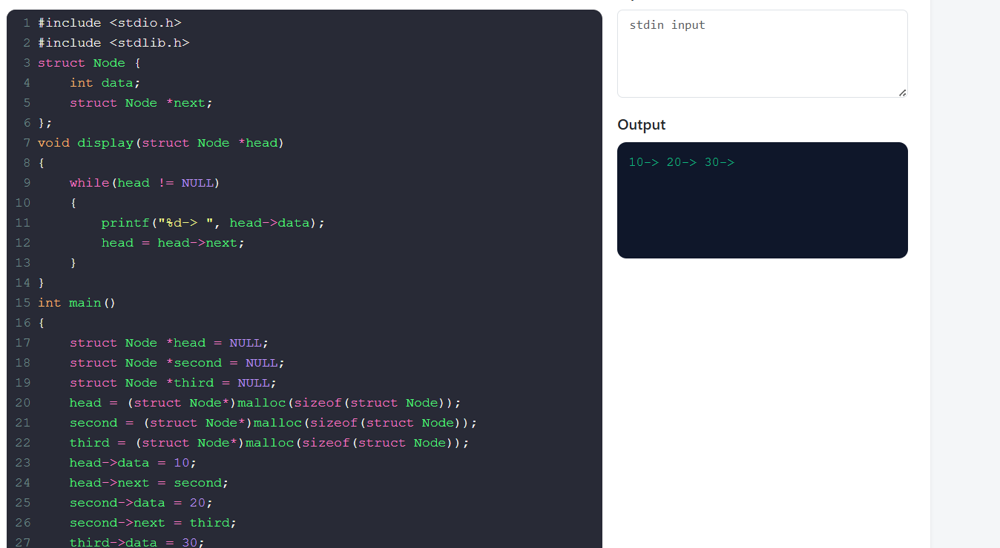 1 #include <stdio.h>
2 #include <stdlib.h>
3 struct Node {
4     int data;
5     struct Node *next;
6 };
7 void display(struct Node *head)
8 {
9     while(head != NULL)
10     {
11         printf("%d-> ", head->data);
12         head = head->next;
13     }
14 }
15 int main()
16 {
17     struct Node *head = NULL;
18     struct Node *second = NULL;
19     struct Node *third = NULL;
20     head = (struct Node*)malloc(sizeof(struct Node));
21     second = (struct Node*)malloc(sizeof(struct Node));
22     third = (struct Node*)malloc(sizeof(struct Node));
23     head->data = 10;
24     head->next = second;
25     second->data = 20;
26     second->next = third;
27     third->data = 30;
stdin input
Output
10-> 20-> 30->